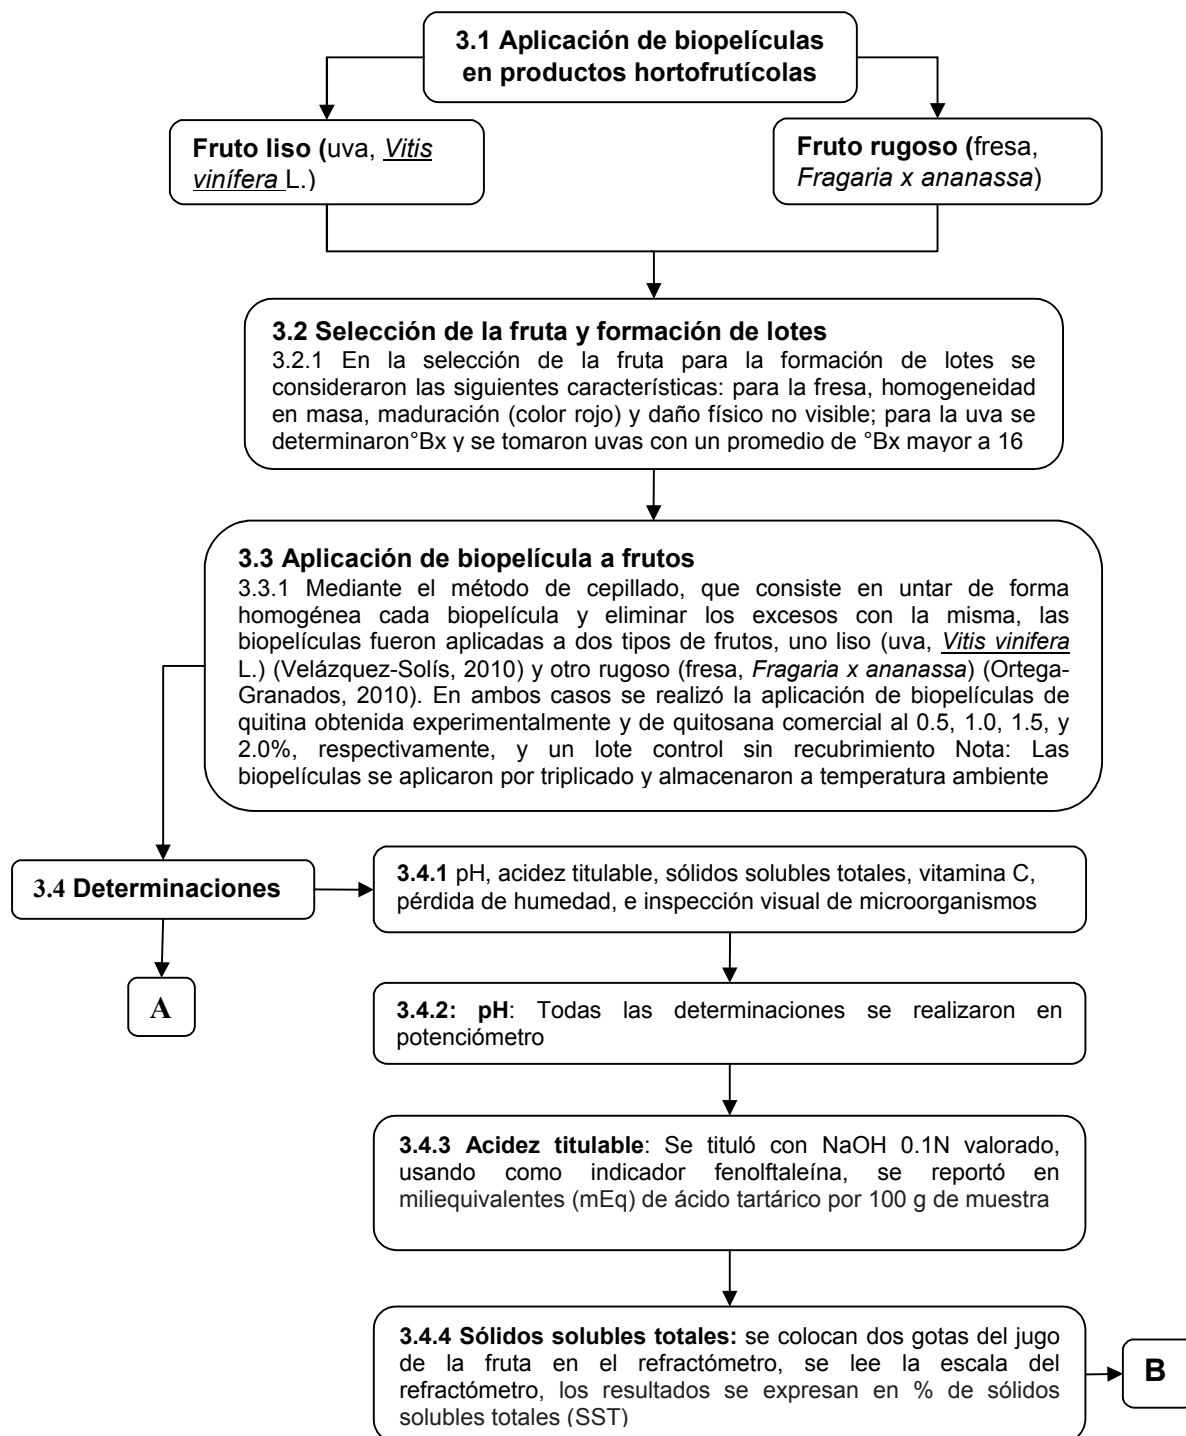 3.1 Aplicación de biopelículas
en productos hortofrutícolas
Fruto liso (uva, Vitis
vinífera L.)
Fruto rugoso (fresa,
Fragaria x ananassa)
3.2 Selección de la fruta y formación de lotes
3.2.1 En la selección de la fruta para la formación de lotes se
consideraron las siguientes características: para la fresa, homogeneidad
en masa, maduración (color rojo) y daño físico no visible; para la uva se
determinaron°Bx y se tomaron uvas con un promedio de °Bx mayor a 16
3.3 Aplicación de biopelícula a frutos
3.3.1 Mediante el método de cepillado, que consiste en untar de forma
homogénea cada biopelícula y eliminar los excesos con la misma, las
biopelículas fueron aplicadas a dos tipos de frutos, uno liso (uva, Vitis vinifera
L.) (Velázquez-Solís, 2010) y otro rugoso (fresa, Fragaria x ananassa) (Ortega-
Granados, 2010). En ambos casos se realizó la aplicación de biopelículas de
quitina obtenida experimentalmente y de quitosana comercial al 0.5, 1.0, 1.5, y
2.0%, respectivamente, y un lote control sin recubrimiento Nota: Las
biopelículas se aplicaron por triplicado y almacenaron a temperatura ambiente
3.4 Determinaciones
A
3.4.1 pH, acidez titulable, sólidos solubles totales, vitamina C,
pérdida de humedad, e inspección visual de microorganismos
3.4.2: pH: Todas las determinaciones se realizaron en
potenciómetro
3.4.3 Acidez titulable: Se tituló con NaOH 0.1N valorado,
usando como indicador fenolftaleína, se reportó en
miliequivalentes (mEq) de ácido tartárico por 100 g de muestra
3.4.4 Sólidos solubles totales: se colocan dos gotas del jugo
de la fruta en el refractómetro, se lee la escala del
refractómetro, los resultados se expresan en % de sólidos
solubles totales (SST)
B